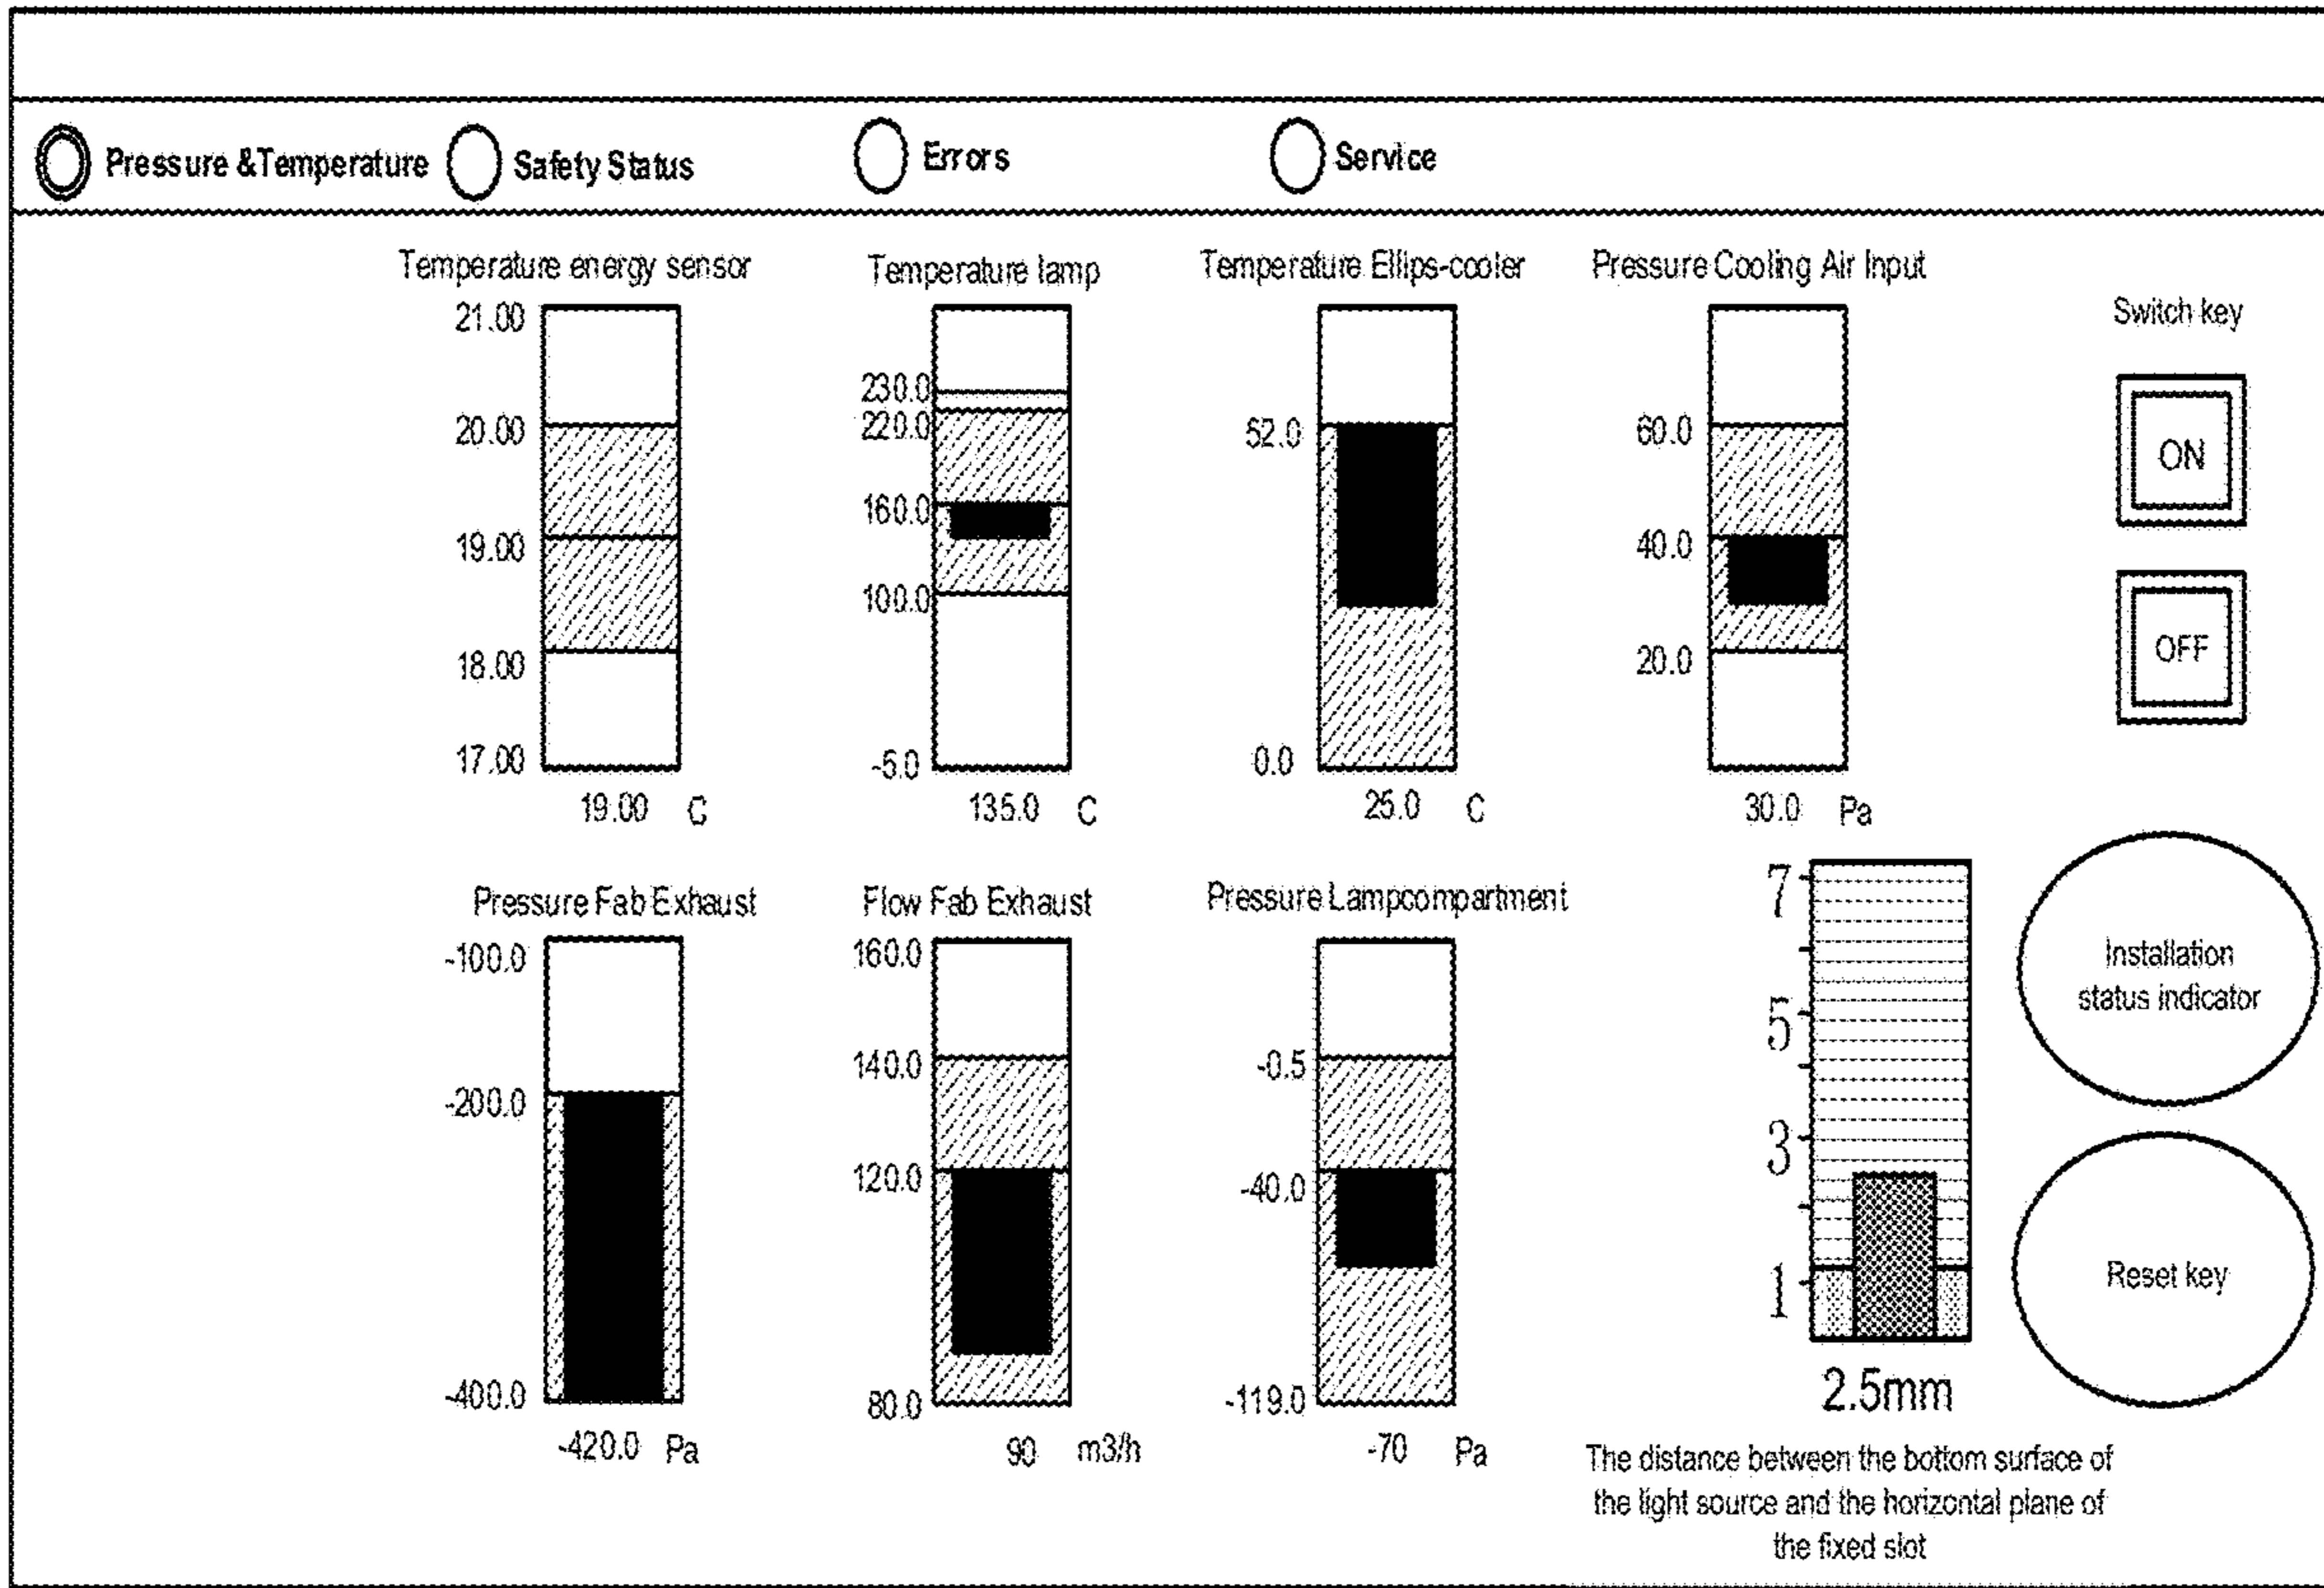 Pressure &Temperature
Safety Status
Errors
Service
Temperature energy sensor
21.00
20.00
19.00
18.00
17.00
19.00 C
Temperature lamp
230.0
220.0
160.0
100.0
-5.0
135.0 C
Temperature Ellips-cooler
52.0
0.0
25.0 C
Pressure Cooling Air Input
60.0
40.0
20.0
30.0 Pa
Switch key
ON
OFF
Pressure Fab Exhaust
-100.0
-200.0
-400.0
-420.0 Pa
Flow Fab Exhaust
160.0
140.0
120.0
80.0
90 m3/h
Pressure Lampcompartment
-0.5
-40.0
-119.0
-70 Pa
7
5
3
1
2.5mm
The distance between the bottom surface of
the light source and the horizontal plane of
the fixed slot
Installation
status indicator
Reset key